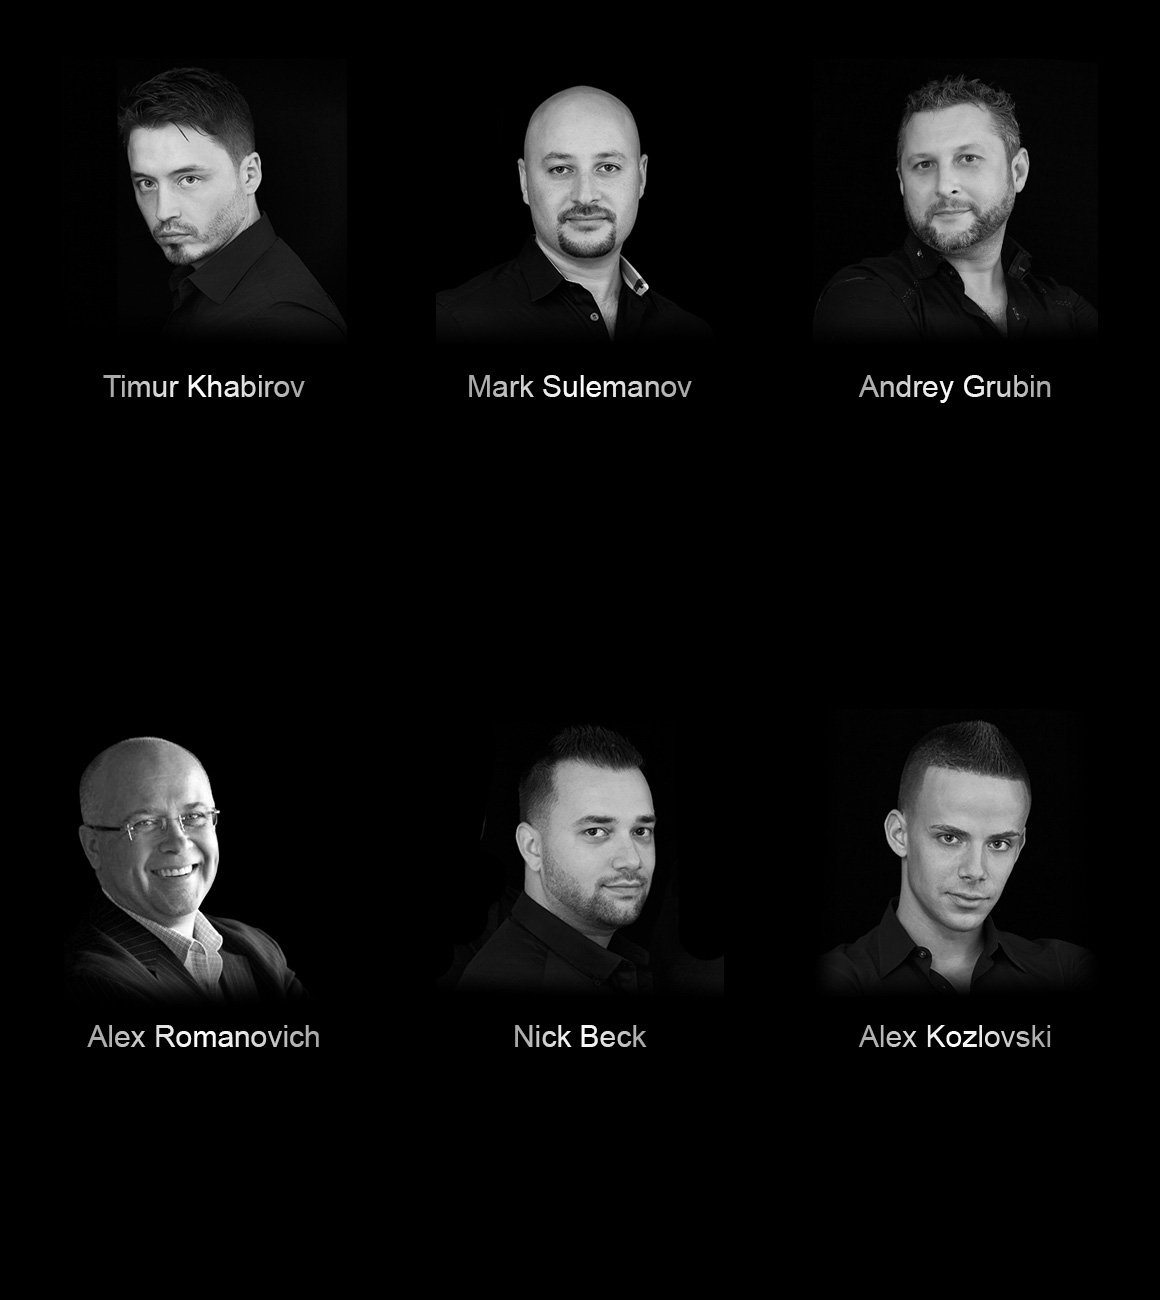 Timur Khabirov
Mark Sulemanov
Andrey Grubin
Alex Romanovich
Nick Beck
Alex Kozlovski